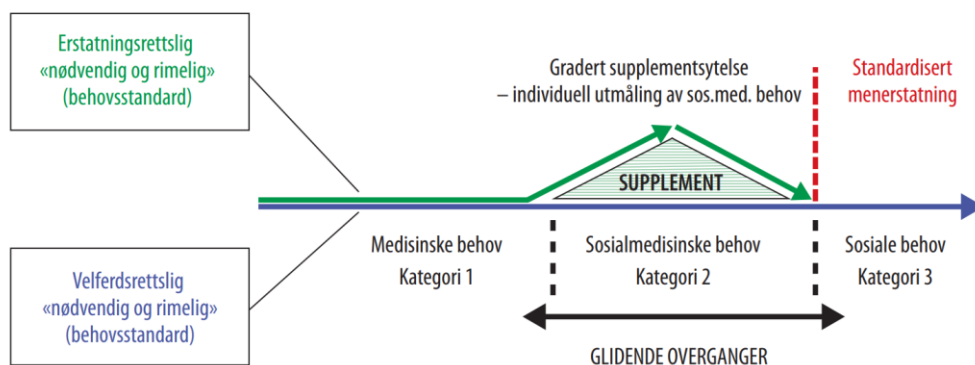 Erstatningsrettslig
«nødvendig og rimelig»
(behovsstandard)
Gradert supplementsytelse
– individuell utmåling av sos.med. behov
Standardisert
menerstatning
SUPPLEMENT
Medisinske behov
Kategori 1
Sosialmedisinske behov
Kategori 2
Sosiale behov
Kategori 3
Velferdsrettslig
«nødvendig og rimelig»
(behovsstandard)
GLIDENDE OVERGANGER